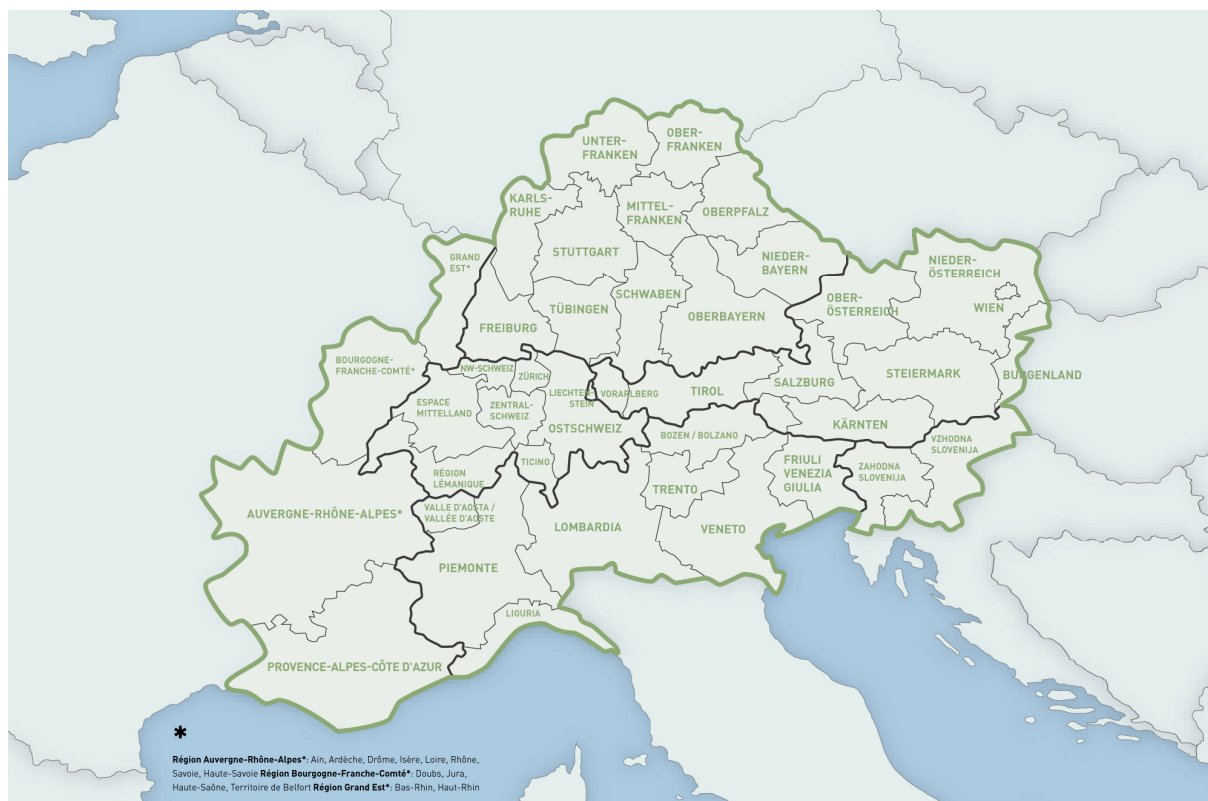 UNTER-
FRANKEN
OBER-
FRANKEN
KARLS-
RUHE
MITTEL-
FRANKEN
OBERPFALZ
GRAND
EST*
STUTTGART
NIEDER-
BAYERN
NIEDER-
ÖSTERREICH
SCHWABEN
OBER-
ÖSTERREICH
WIEN
TÜBINGEN
OBERBAYERN
FREIBURG
BOURGOGNE-
FRANCHE-COMTÉ*
NW-SCHWEIZ
ZÜRICH
LIECHTEN-
STEIN
VORARLBERG
TIROL
SALZBURG
STEIERMARK
BURGENLAND
ESPACE
MITTELLAND
ZENTRAL-
SCHWEIZ
OSTSCHWEIZ
BOZEN / BOLZANO
KÄRNTEN
VZHODNA
SLOVENIJA
RÉGION
LÉMANIQUE
TICINO
TRENTO
FRIULI
VENEZIA
GIULIA
ZAHODNA
SLOVENIJA
AUVERGNE-RHÔNE-ALPES*
VALLE D'AOSTA /
VALLÉE D'AOSTE
LOMBARDIA
VENETO
PIEMONTE
LIGURIA
PROVENCE-ALPES-CÔTE D'AZUR
*
Région Auvergne-Rhône-Alpes*: Ain, Ardèche, Drôme, Isère, Loire, Rhône,
Savoie, Haute-Savoie Région Bourgogne-Franche-Comté*: Doubs, Jura,
Haute-Saône, Territoire de Belfort Région Grand Est*: Bas-Rhin, Haut-Rhin